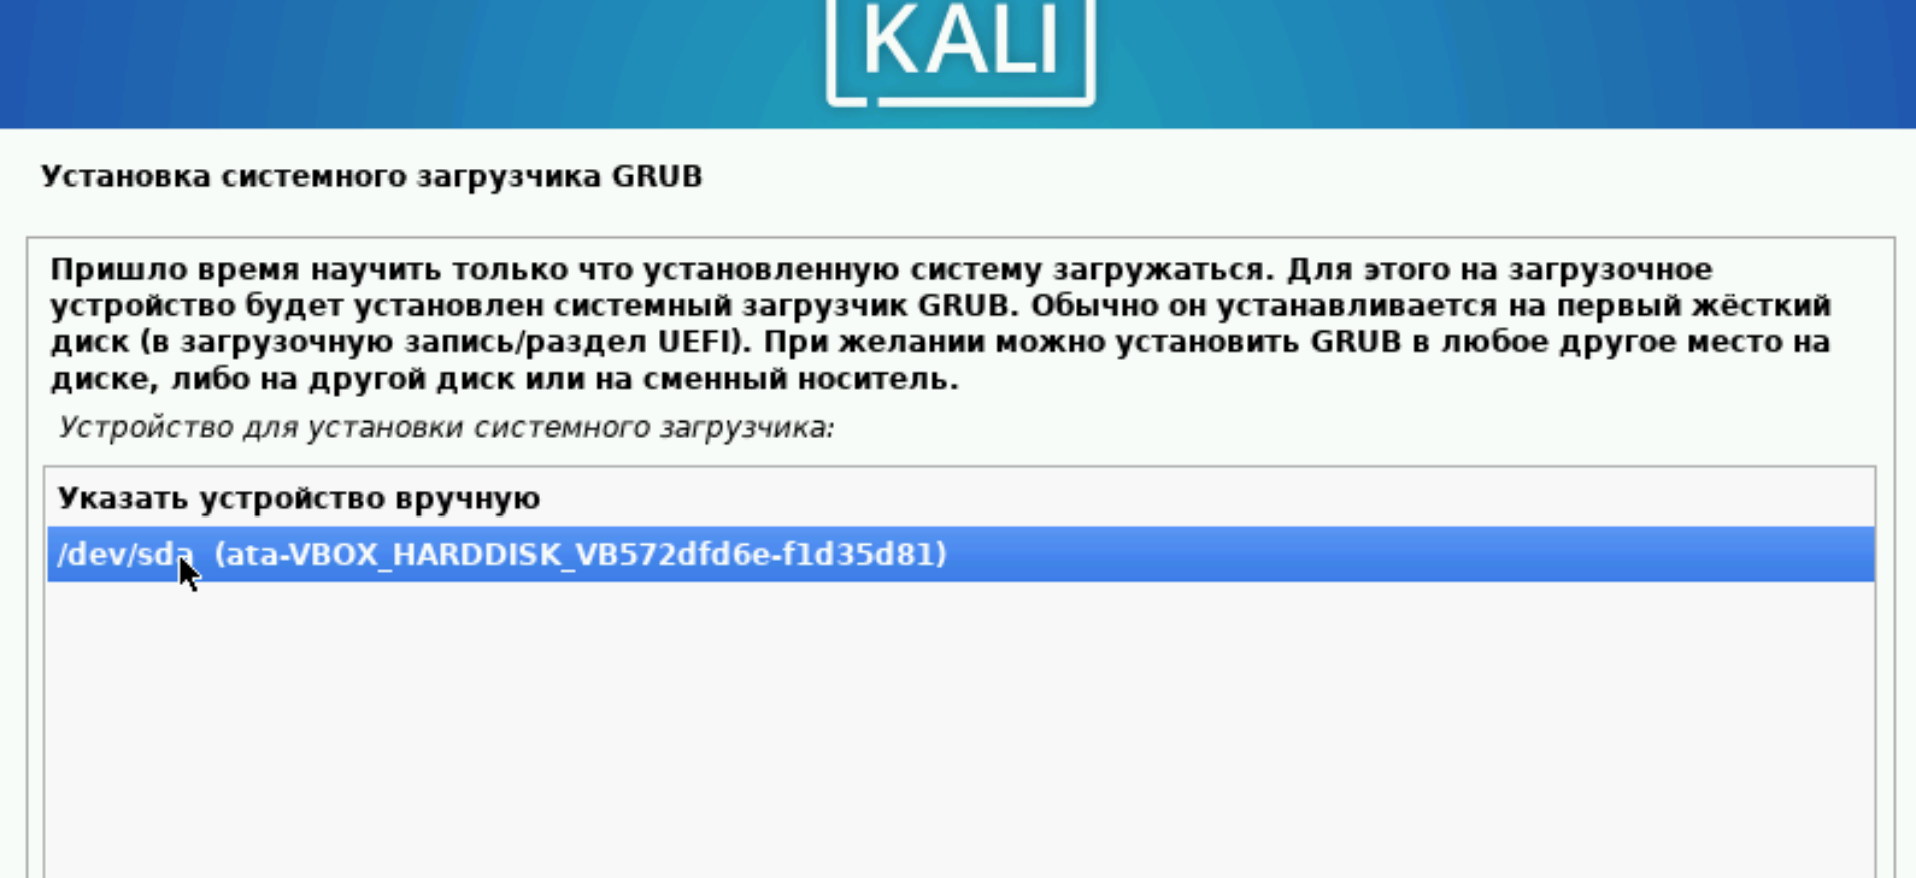 KALI
Установка системного загрузчика GRUB
Пришло время научить только что установленную систему загружаться. Для этого на загрузочное
устройство будет установлен системный загрузчик GRUB. Обычно он устанавливается на первый жёсткий
диск (в загрузочную запись/раздел UEFI). При желании можно установить GRUB в любое другое место на
диске, либо на другой диск или на сменный носитель.
Устройство для установки системного загрузчика:
Указать устройство вручную
/dev/sda (ata-VBOX_HARDDISK_VB572dfd6e-f1d35d81)